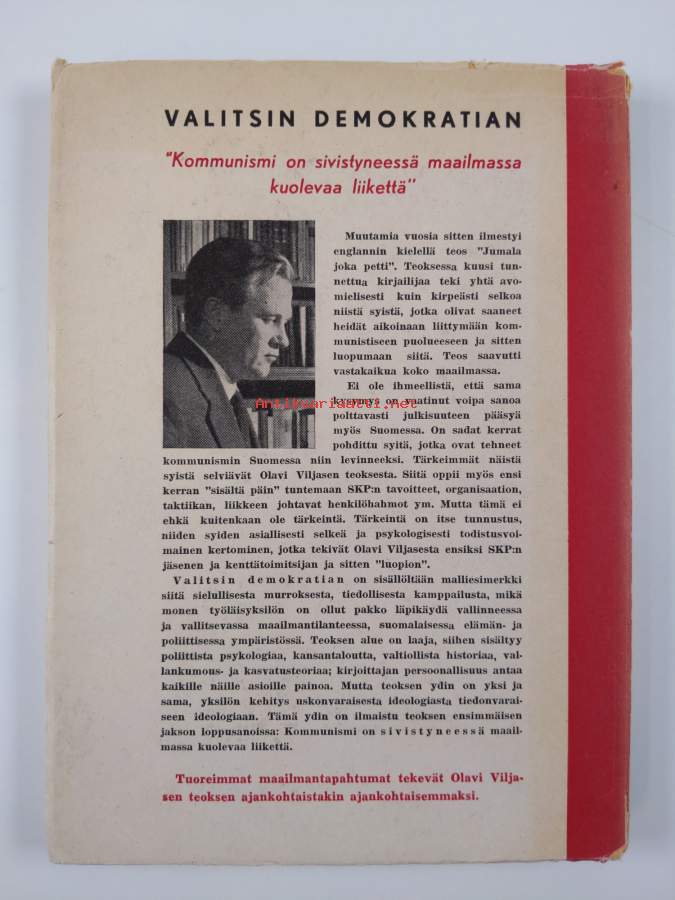 VALITSIN DEMOKRATIAN
"Kommunismi on sivistyneessä maailmassa
kuolevaa liikettä"
Muutamia vuosia sitten ilmestyi
englannin kielellä teos "Jumala
joka petti". Teoksessa kuusi tun-
nettua kirjailijaa teki yhtä avo-
mielisesti kuin kirpeästi selkoa
niistä syistä, jotka olivat saaneet
heidät aikoinaan liittymään kom-
munistiseen puolueeseen ja sitten
luopumaan siitä. Teos saavutti
vastakaikua koko maailmassa.
Ei ole ihmeellistä, että sama
kysymys on vaatinut voipa sanoa
Antikvariaatti.Net
polttavasti julkisuuteen pääsyä
myös Suomessa. On sadat kerrat
pohdittu syitä, jotka ovat tehneet
kommunismin Suomessa niin levinneeksi. Tärkeimmät näistä
syistä selviävät Olavi Viljasen teoksesta. Siitä oppii myös ensi
kerran "sisältä päin" tuntemaan SKP:n tavoitteet, organisaation,
taktiikan, liikkeen johtavat henkilöhahmot ym. Mutta tämä ei
ehkä kuitenkaan ole tärkeintä. Tärkeintä on itse tunnustus,
niiden syiden asiallisesti selkeä ja psykologisesti todistusvoi-
mainen kertominen, jotka tekivät Olavi Viljasesta ensiksi SKP:n
jäsenen ja kenttätoimitsijan ja sitten "luopion".
Valitsin demokratian on sisällöltään malliesimerkki
siitä sielullisesta murroksesta, tiedollisesta kamppailusta, mikä
monen työläisyksilön on ollut pakko läpikäydä vallinneessa
ja vallitsevassa maailmantilanteessa, suomalaisessa elämän- ja
poliittisessa ympäristössä. Teoksen alue on laaja, siihen sisältyy
poliittista psykologiaa, kansantaloutta, valtiollista historiaa, val-
lankumous- ja kasvatusteoriaa; kirjoittajan persoonallisuus antaa
kaikille näille asioille painoa. Mutta teoksen ydin on yksi ja
sama, yksilön kehitys uskonvaraisesta ideologiasta tiedonvarai-
seen ideologiaan. Tämä ydin on ilmaistu teoksen ensimmäisen
jakson loppusanoissa: Kommunismi on sivistyneessä maail-
massa kuolevaa liikettä.
Tuoreimmat maailmantapahtumat tekevät Olavi Vilja-
sen teoksen ajankohtaistakin ajankohtaisemmaksi.